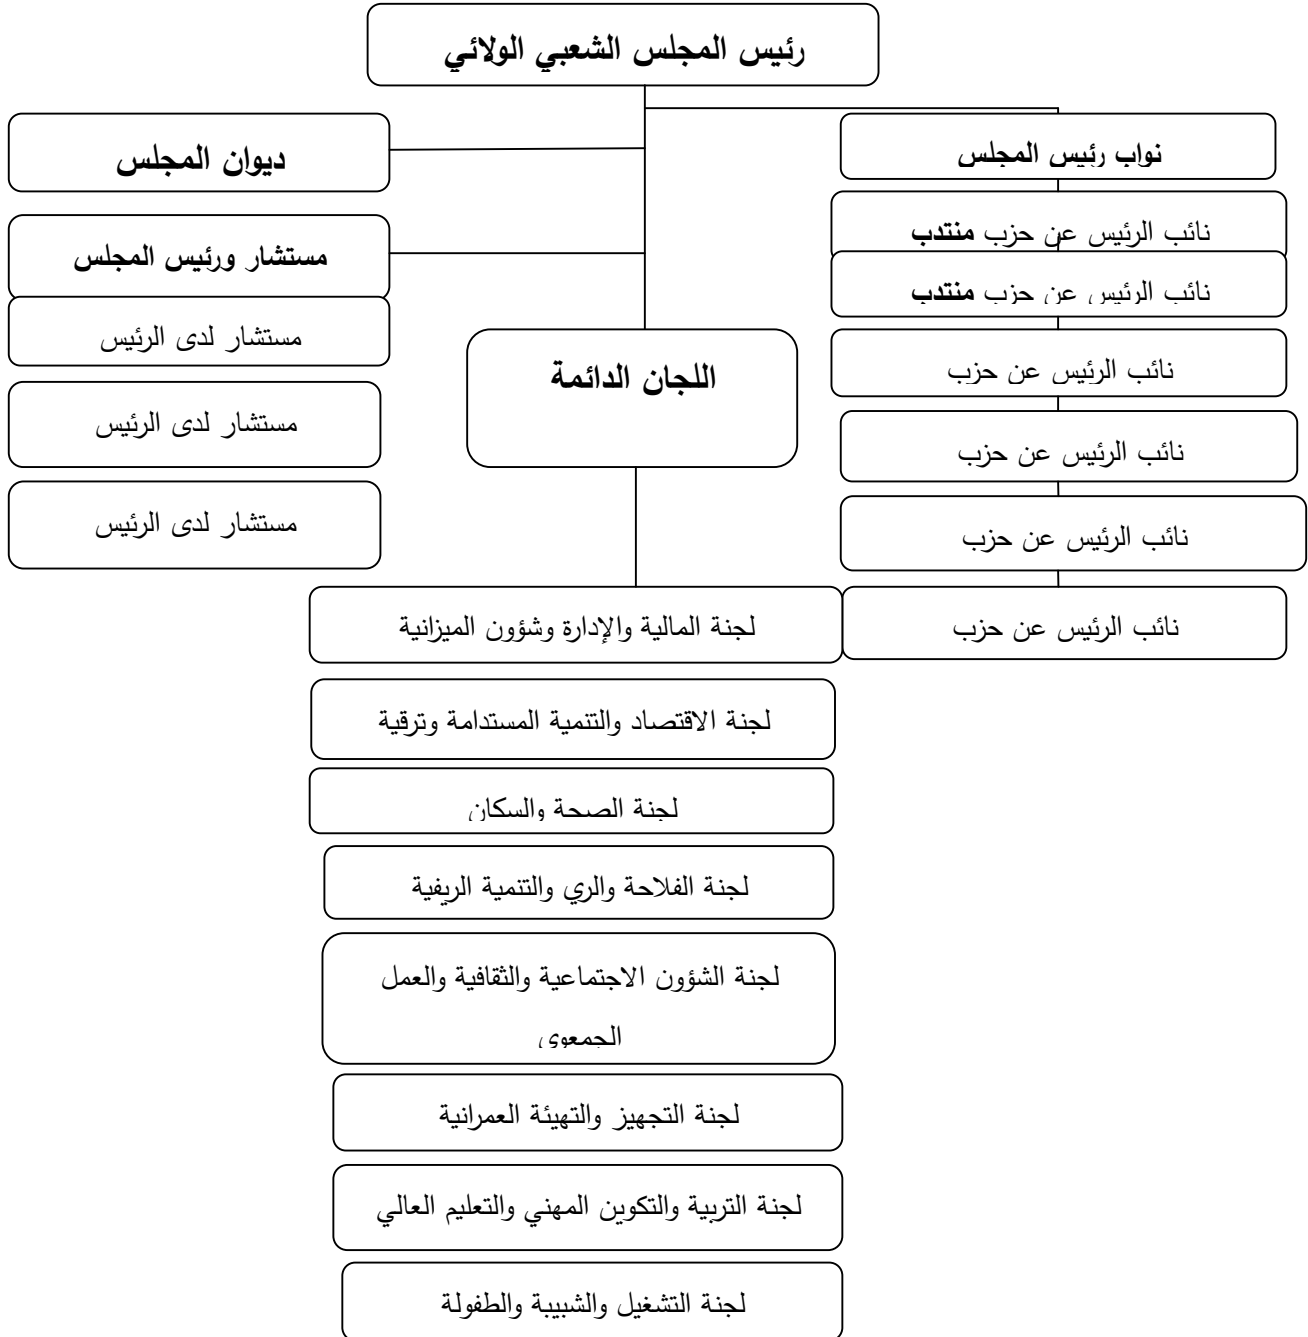 رئيس المجلس الشعبي الولائي
نواب رئيس المجلس
نائب الرئيس عن حزب منتدب
نائب الرئيس عن حزب منتدب
نائب الرئيس عن حزب
نائب الرئيس عن حزب
نائب الرئيس عن حزب
نائب الرئيس عن حزب
ديوان المجلس
مستشار ورئيس المجلس
مستشار لدى الرئيس
مستشار لدى الرئيس
مستشار لدى الرئيس
اللجان الدائمة
لجنة المالية والإدارة وشؤون الميزانية
لجنة الاقتصاد والتنمية المستدامة وترقية
لجنة الصحة والسكان
لجنة الفلاحة والري والتنمية الريفية
لجنة الشؤون الاجتماعية والثقافية والعمل
الجمعوي
لجنة التجهيز والتهيئة العمرانية
لجنة التربية والتكوين المهني والتعليم العالي
لجنة التشغيل والشبيبة والطفولة